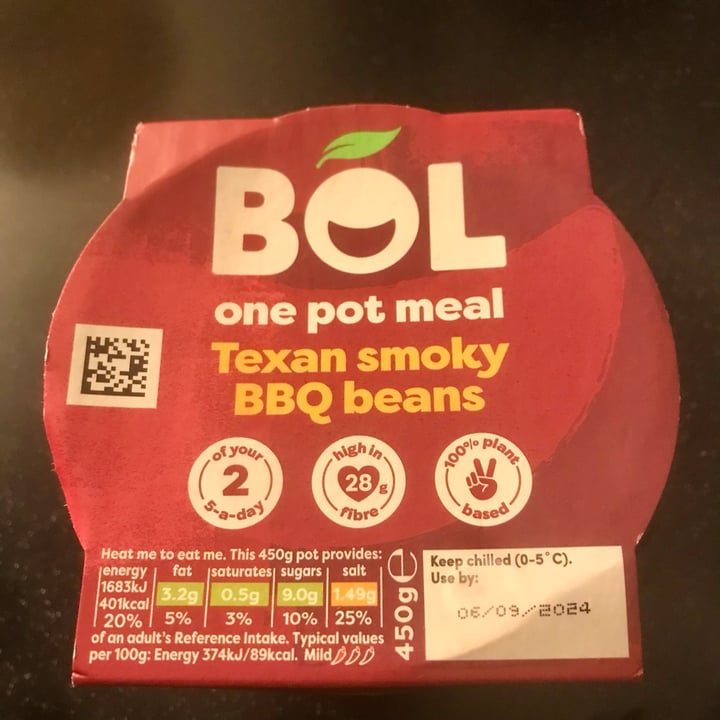 BOL
one pot meal
Texan smoky
BBQ beans
of your
2
5-a-day
high in
28 g
fibre
100% plant
based
Heat me to eat me. This 450g pot provides:
energy fat saturates sugars salt
1683kJ
401kcal 3.2g 0.5g 9.0g 1.49g
20% 5% 3% 10% 25%
of an adult's Reference Intake. Typical values
per 100g: Energy 374kJ/89kcal. Mild
450g e
Keep chilled (0-5°C).
Use by:
06/09/2024